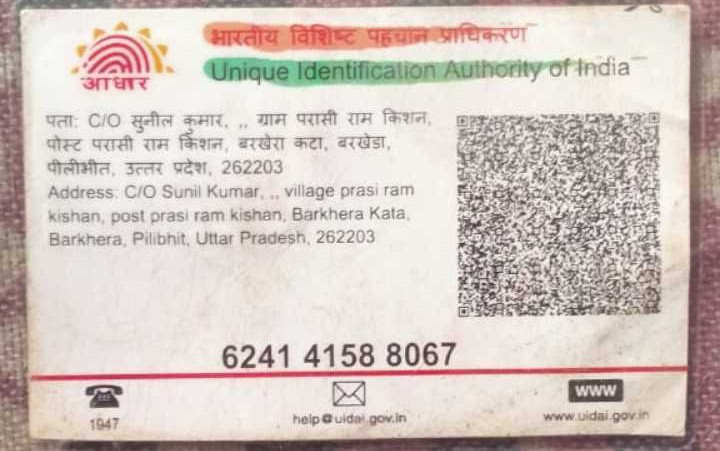 भारतीय विशिष्ट पहचान प्राधिकरण
Unique Identification Authority of India
आधार
पता: C/O सुनील कुमार, ,, ग्राम परासी राम किशन,
पोस्ट परासी राम किशन, बरखेरा कटा, बरखेडा,
पीलीभीत, उत्तर प्रदेश, 262203
Address: C/O Sunil Kumar, ,, village prasi ram
kishan, post prasi ram kishan, Barkhera Kata,
Barkhera, Pilibhit, Uttar Pradesh, 262203
6241 4158 8067
WWW
1947
help@uidai.gov.in
www.uidai.gov.in